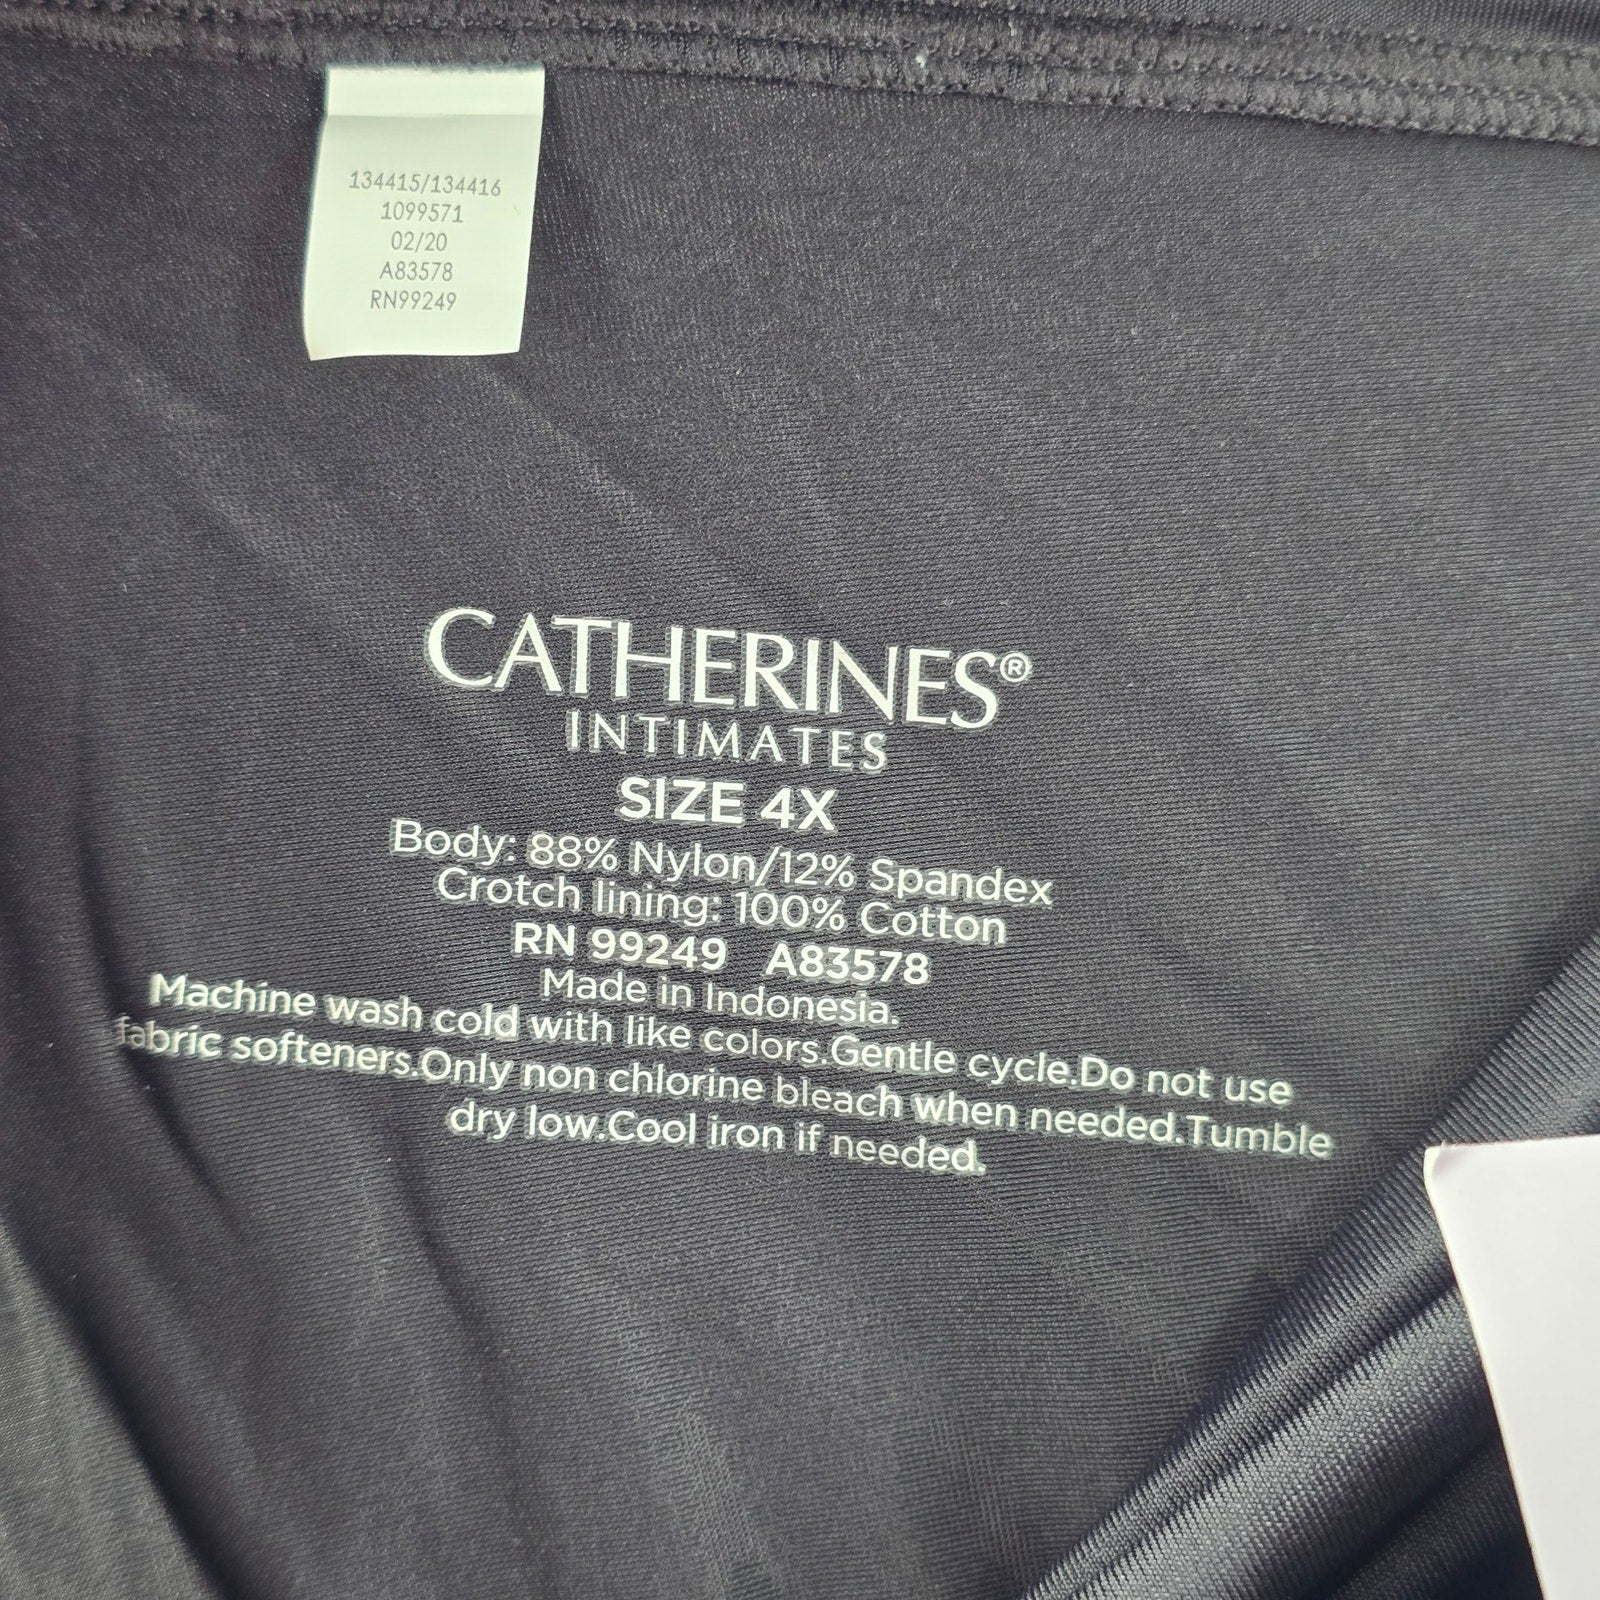 134415/134416
1099571
02/20
A83578
RN99249
CATHERINES®
INTIMATES
SIZE 4X
Body: 88% Nylon/12% Spandex
Crotch lining: 100% Cotton
RN 99249 A83578
Made in Indonesia.
Machine wash cold with like colors.Gentle cycle.Do not use
fabric softeners.Only non chlorine bleach when needed.Tumble
dry low.Cool iron if needed.